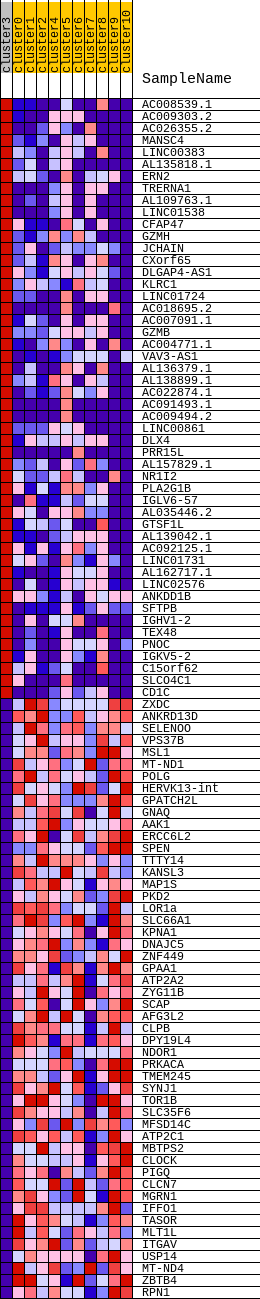 cluster3
cluster0
cluster1
cluster2
cluster4
cluster5
cluster6
cluster7
cluster8
cluster9
cluster10
SampleName
AC008539.1
AC009303.2
AC026355.2
MANSC4
LINC00383
AL135818.1
ERN2
TRERNA1
AL109763.1
LINC01538
CFAP47
GZMH
JCHAIN
CXorf65
DLGAP4-AS1
KLRC1
LINC01724
AC018695.2
AC007091.1
GZMB
AC004771.1
VAV3-AS1
AL136379.1
AL138899.1
AC022874.1
AC091493.1
AC009494.2
LINC00861
DLX4
PRR15L
AL157829.1
NR1I2
PLA2G1B
IGLV6-57
AL035446.2
GTSF1L
AL139042.1
AC092125.1
LINC01731
AL162717.1
LINC02576
ANKDD1B
SFTPB
IGHV1-2
TEX48
PNOC
IGKV5-2
C15orf62
SLCO4C1
CD1C
ZXDC
ANKRD13D
SELENOO
VPS37B
MSL1
MT-ND1
POLG
HERVK13-int
GPATCH2L
GNAQ
AAK1
ERCC6L2
SPEN
TTTY14
KANSL3
MAP1S
PKD2
LOR1a
SLC66A1
KPNA1
DNAJC5
ZNF449
GPAA1
ATP2A2
ZYG11B
SCAP
AFG3L2
CLPB
DPY19L4
NDOR1
PRKACA
TMEM245
SYNJ1
TOR1B
SLC35F6
MFSD14C
ATP2C1
MBTPS2
CLOCK
PIGQ
CLCN7
MGRN1
IFFO1
TASOR
MLT1L
ITGAV
USP14
MT-ND4
ZBTB4
RPN1